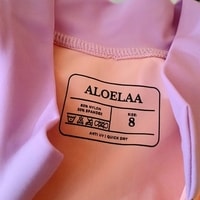 ALOELAA
80% NYLON
20% SPANDEX
SIZE:
8
ANTI UV | QUICK DRY